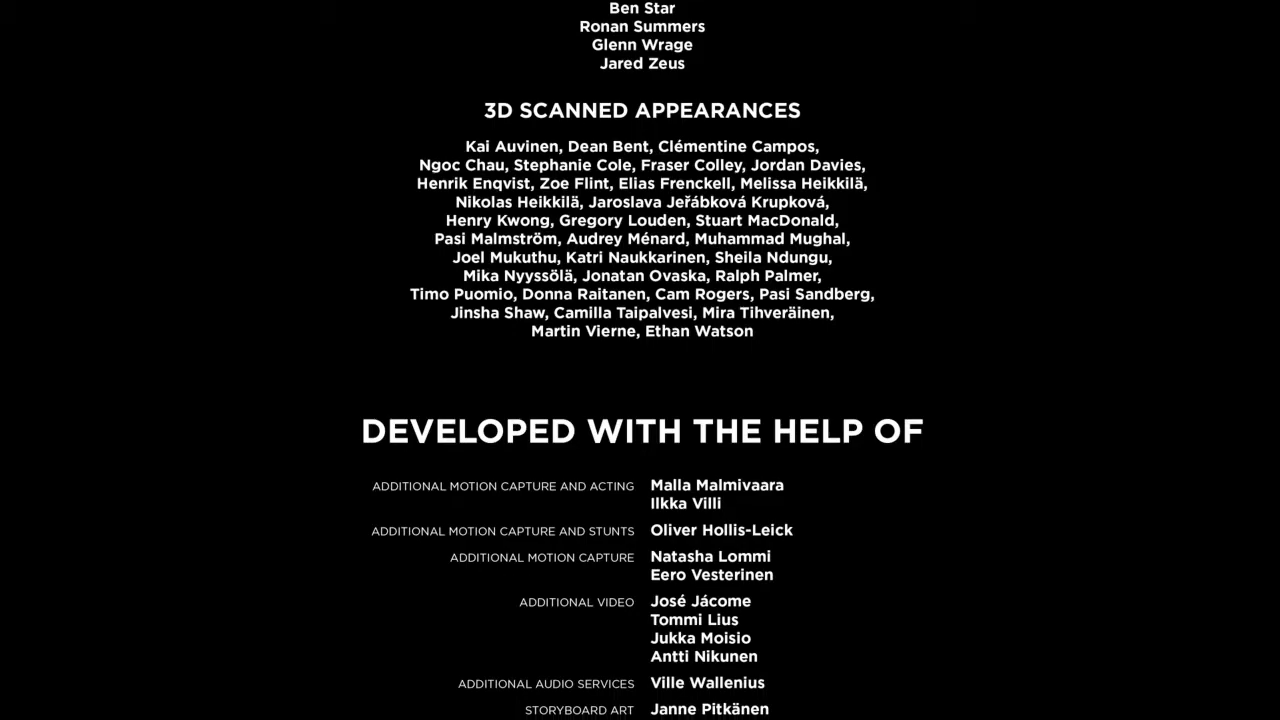 Ben Star
Ronan Summers
Glenn Wrage
Jared Zeus
3D SCANNED APPEARANCES
Kai Auvinen, Dean Bent, Clémentine Campos,
Ngoc Chau, Stephanie Cole, Fraser Colley, Jordan Davies,
Henrik Enqvist, Zoe Flint, Elias Frenckell, Melissa Heikkilä,
Nikolas Heikkilä, Jaroslava Jeřábková Krupková,
Henry Kwong, Gregory Louden, Stuart MacDonald,
Pasi Malmström, Audrey Ménard, Muhammad Mughal,
Joel Mukuthu, Katri Naukkarinen, Sheila Ndungu,
Mika Nyyssölä, Jonatan Ovaska, Ralph Palmer,
Timo Puomio, Donna Raitanen, Cam Rogers, Pasi Sandberg,
Jinsha Shaw, Camilla Taipalvesi, Mira Tihveräinen,
Martin Vierne, Ethan Watson
DEVELOPED WITH THE HELP OF
ADDITIONAL MOTION CAPTURE AND ACTING Malla Malmivaara
Ilkka Villi
ADDITIONAL MOTION CAPTURE AND STUNTS Oliver Hollis-Leick
ADDITIONAL MOTION CAPTURE Natasha Lommi
Eero Vesterinen
ADDITIONAL VIDEO José Jácome
Tommi Lius
Jukka Moisio
Antti Nikunen
ADDITIONAL AUDIO SERVICES Ville Wallenius
STORYBOARD ART Janne Pitkänen